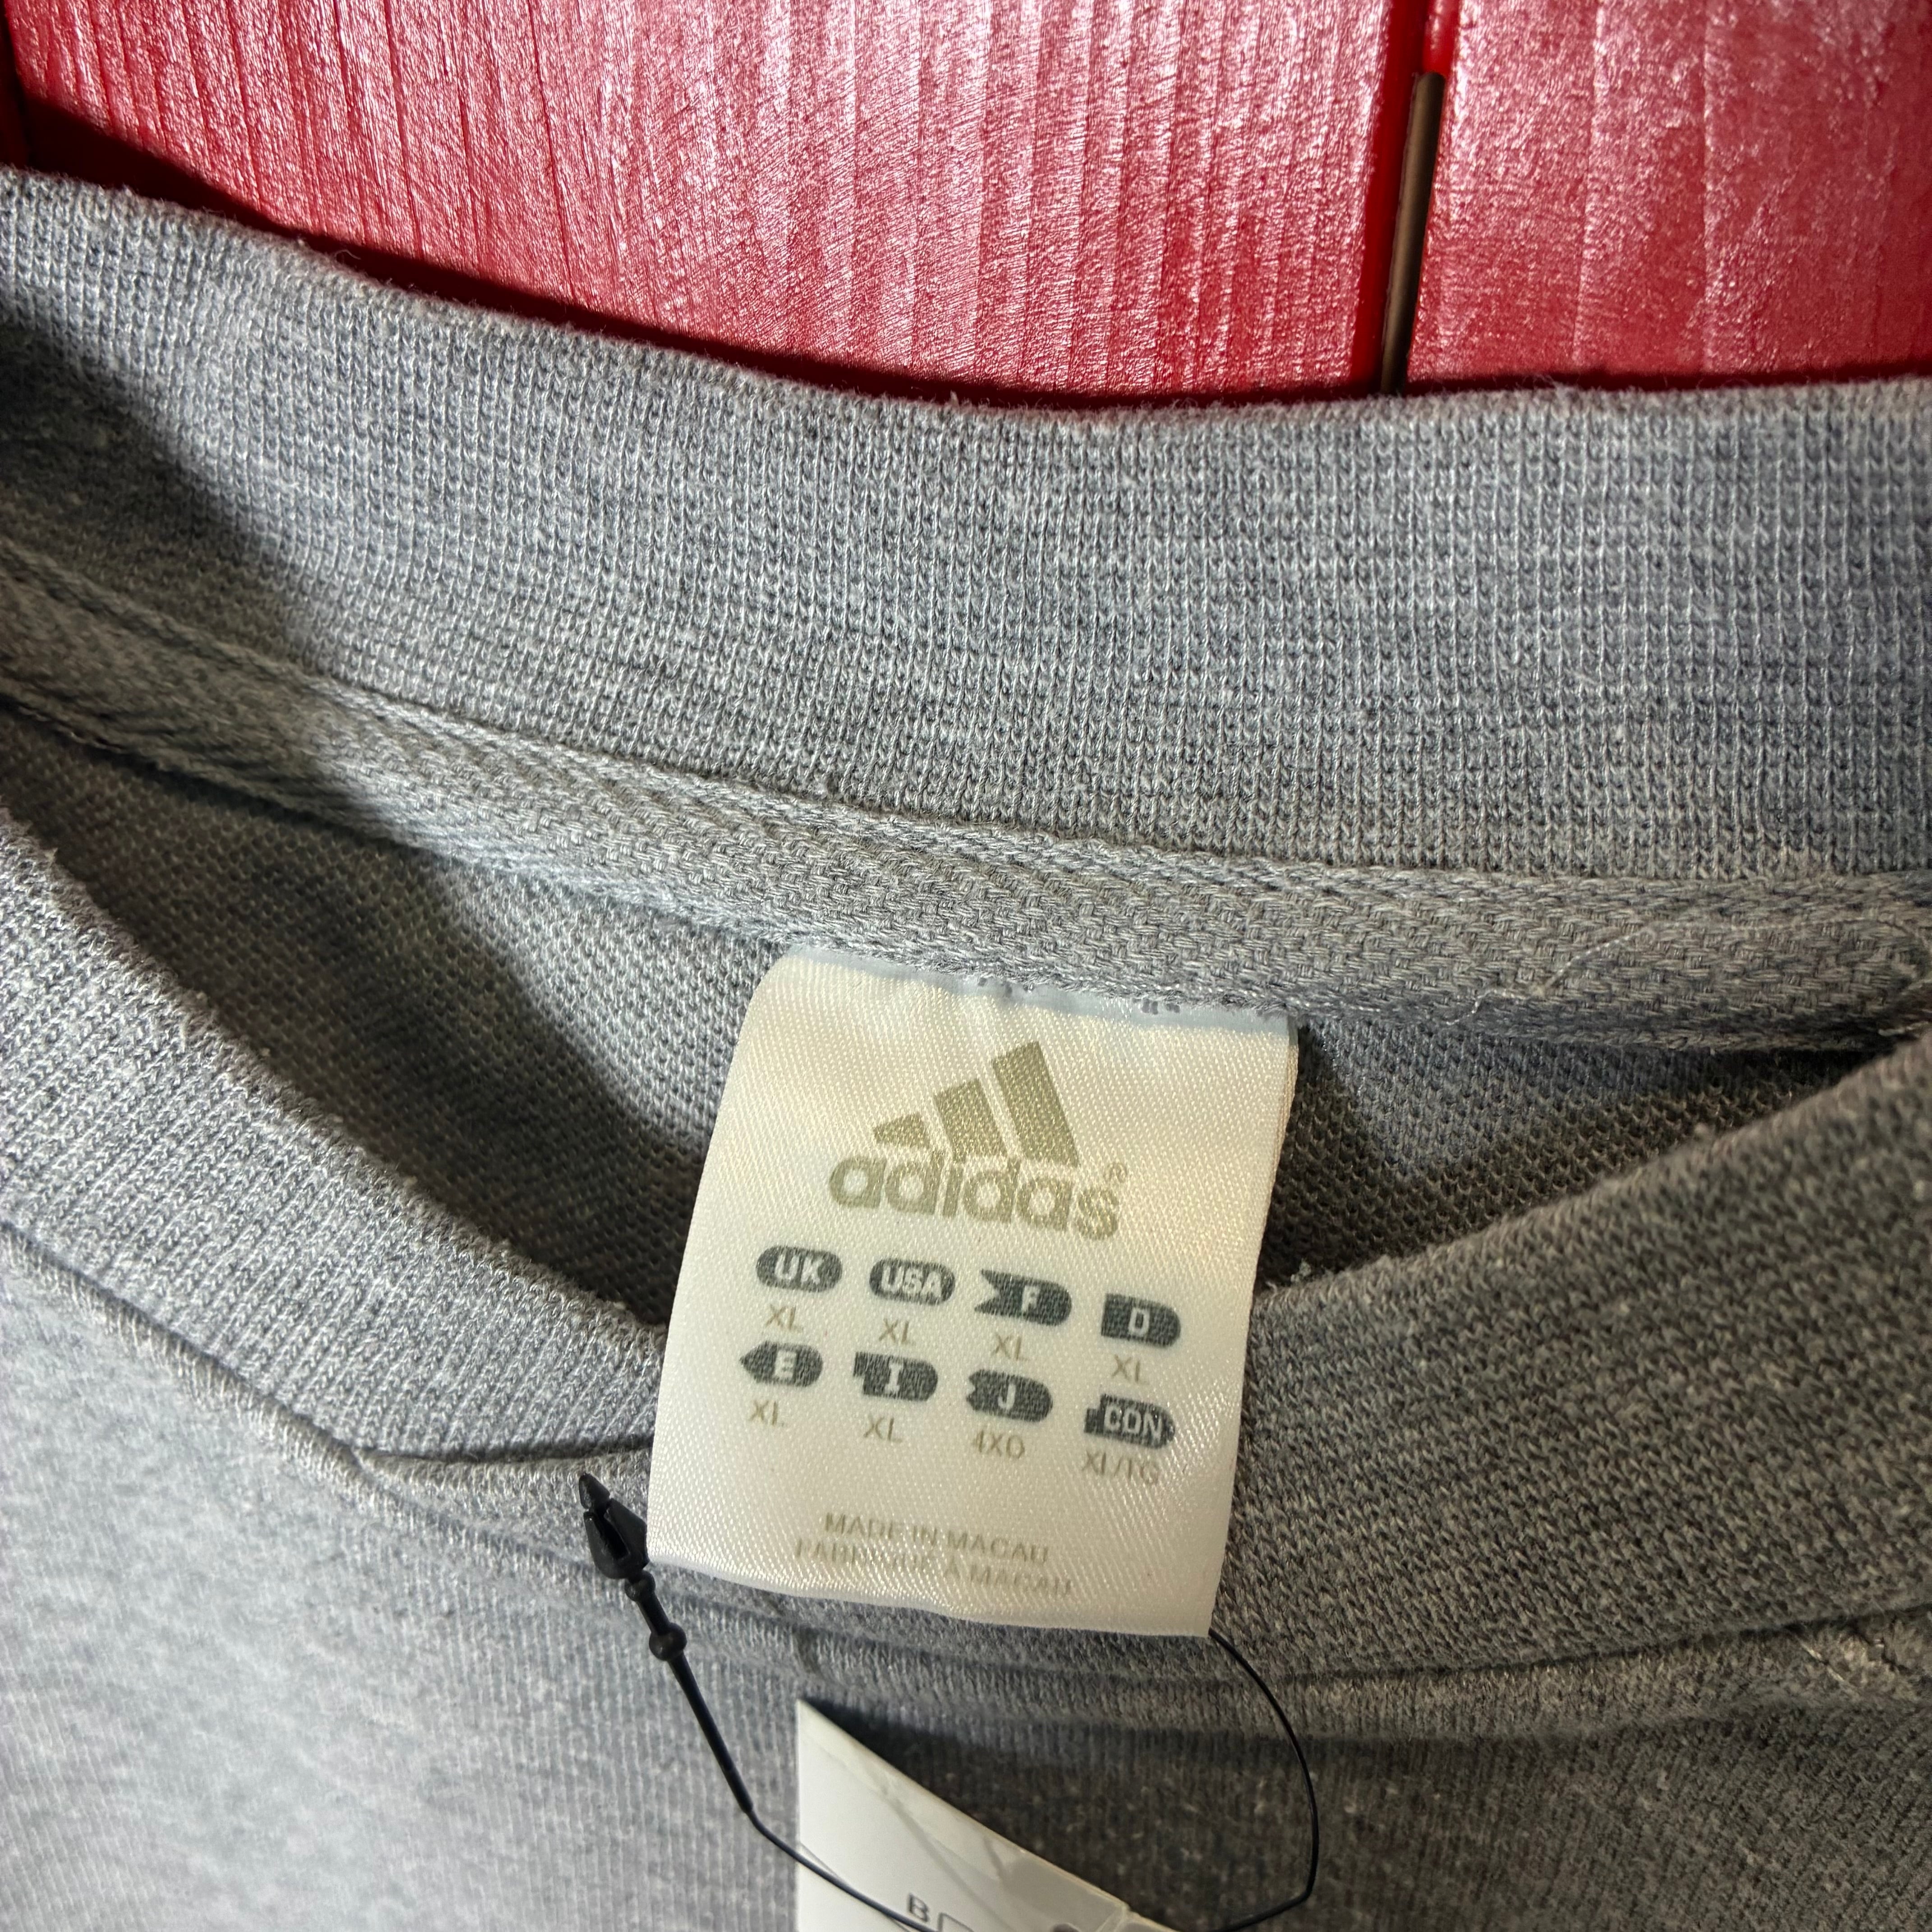 adidas®
UK USA F D
XL XL XL XL
E I J CDN
XL XL 4XO XL/TG
MADE IN MACAU
FABRIQUÉ À MACAU
B